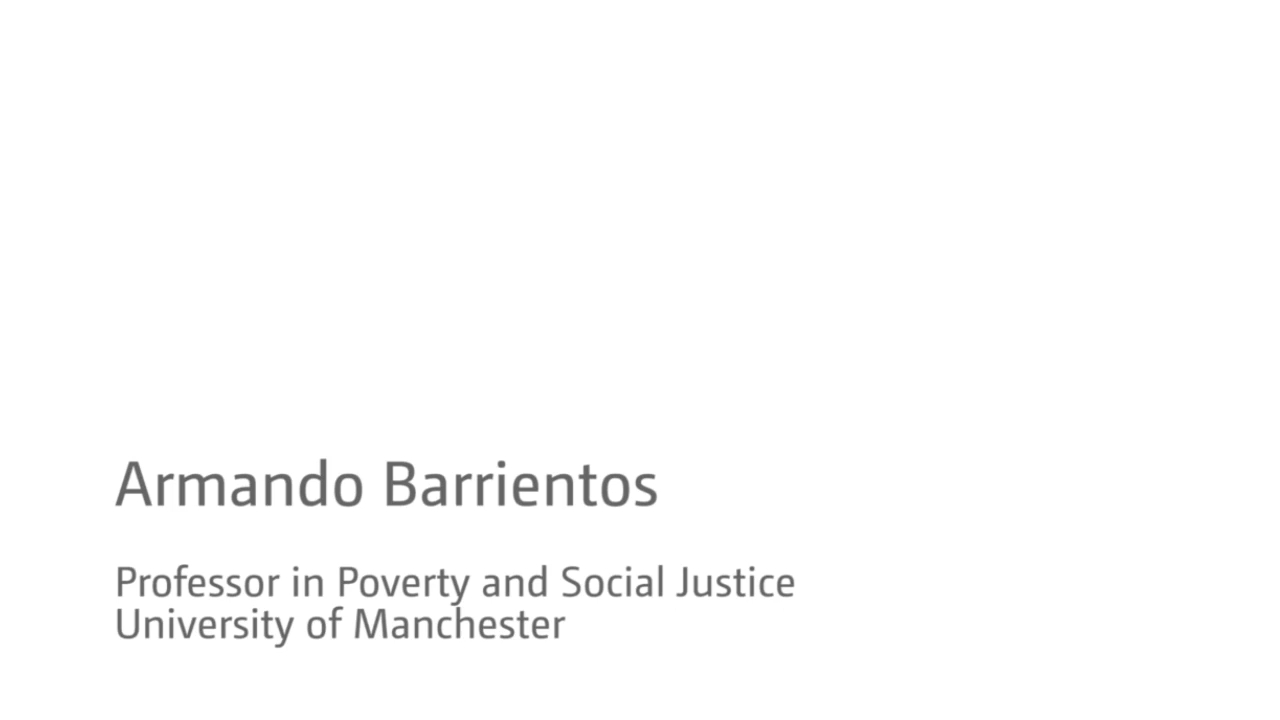 Armando Barrientos
Professor in Poverty and Social Justice
University of Manchester